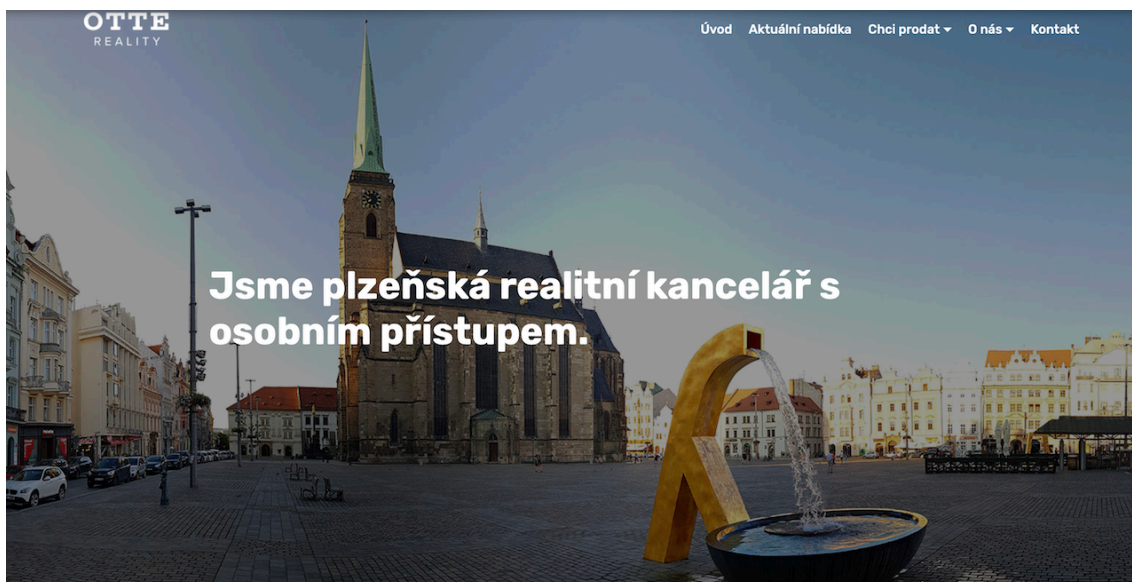 OTTE
REALITY
Úvod Aktuální nabídka Chci prodat O nás Kontakt
Jsme plzeňská realitní kancelář s
osobním přístupem.